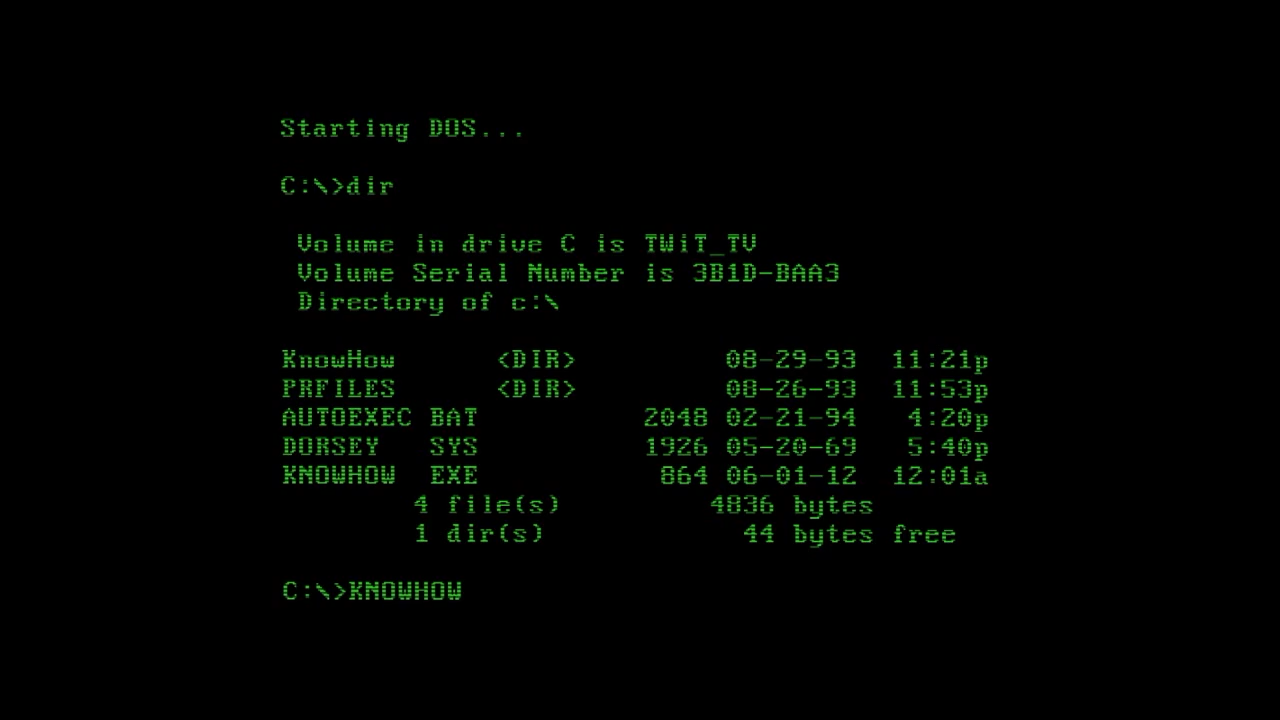 Starting DOS...
C:\>dir
Volume in drive C is TWiT_TV
Volume Serial Number is 3B1D-BAA3
Directory of c:\
KnowHow <DIR> 08-29-93 11:21p
PRFILES <DIR> 08-26-93 11:53p
AUTOEXEC BAT 2048 02-21-94 4:20p
DORSEY SYS 1926 05-20-69 5:40p
KNOWHOW EXE 864 06-01-12 12:01a
4 file(s) 4836 bytes
1 dir(s) 44 bytes free
C:\>KNOWHOW